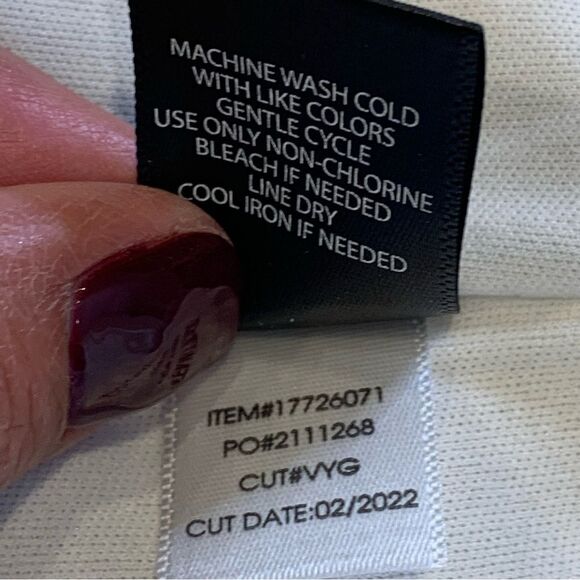 MACHINE WASH COLD
WITH LIKE COLORS
GENTLE CYCLE
USE ONLY NON-CHLORINE
BLEACH IF NEEDED
LINE DRY
COOL IRON IF NEEDED
ITEM#17726071
PO#2111268
CUT#VYG
CUT DATE:02/2022